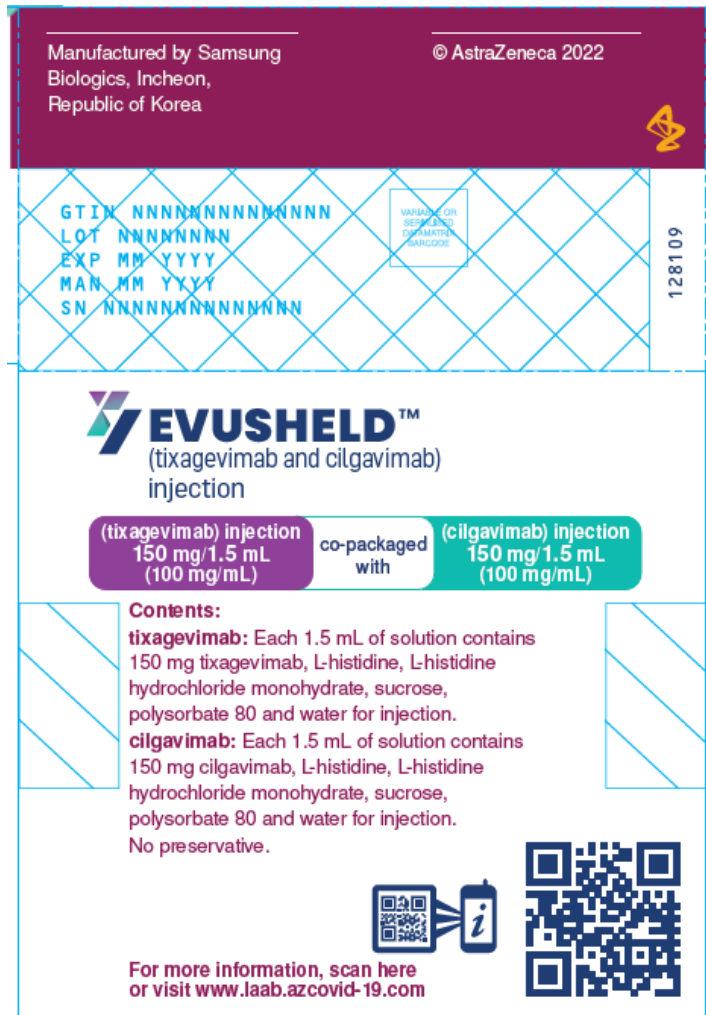 Manufactured by Samsung
Biologics, Incheon,
Republic of Korea
© AstraZeneca 2022
GTIN NNNNNNNNNNNNNN
LOT NNNNNNNN
EXP MM YYYY
MAN MM YYYY
SN NNNNNNNNNNNNNN
VARIABLE OR
SERIALISED
DATAMATRIX
BARCODE
128109
EVUSHELD™
(tixagevimab and cilgavimab)
injection
(tixagevimab) injection
150 mg/1.5 mL
(100 mg/mL)
co-packaged
with
(cilgavimab) injection
150 mg/1.5 mL
(100 mg/mL)
Contents:
tixagevimab: Each 1.5 mL of solution contains
150 mg tixagevimab, L-histidine, L-histidine
hydrochloride monohydrate, sucrose,
polysorbate 80 and water for injection.
cilgavimab: Each 1.5 mL of solution contains
150 mg cilgavimab, L-histidine, L-histidine
hydrochloride monohydrate, sucrose,
polysorbate 80 and water for injection.
No preservative.
i
For more information, scan here
or visit www.laab.azcovid-19.com